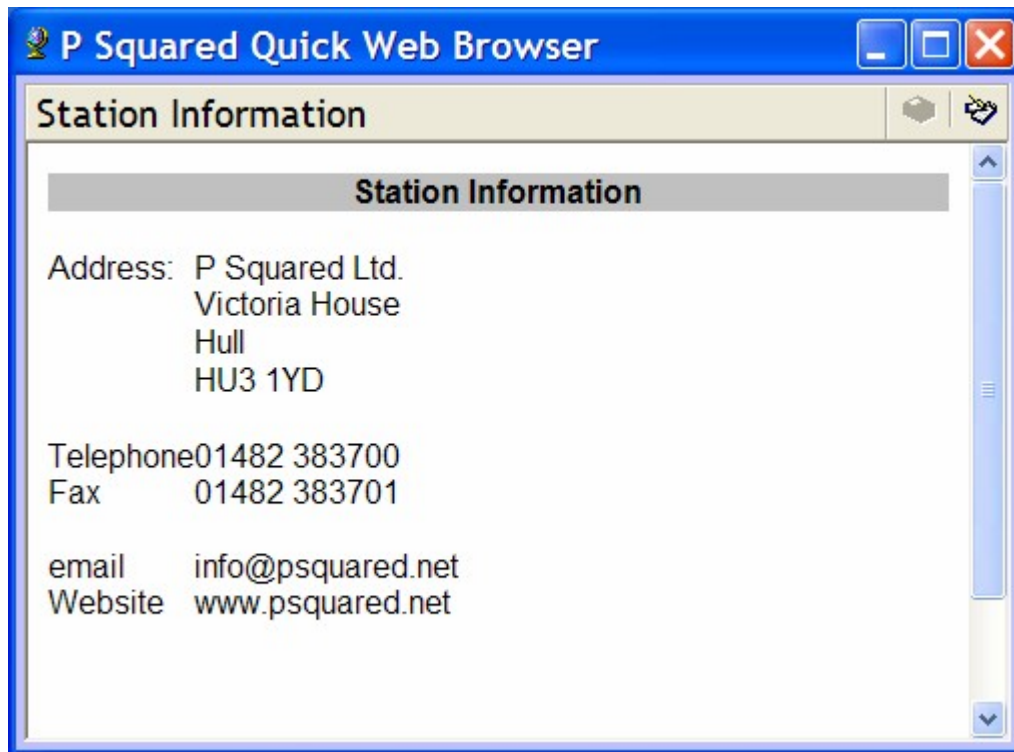 P Squared Quick Web Browser
Station Information
Station Information
Address: P Squared Ltd.
Victoria House
Hull
HU3 1YD
Telephone01482 383700
Fax 01482 383701
email info@psquared.net
Website www.psquared.net